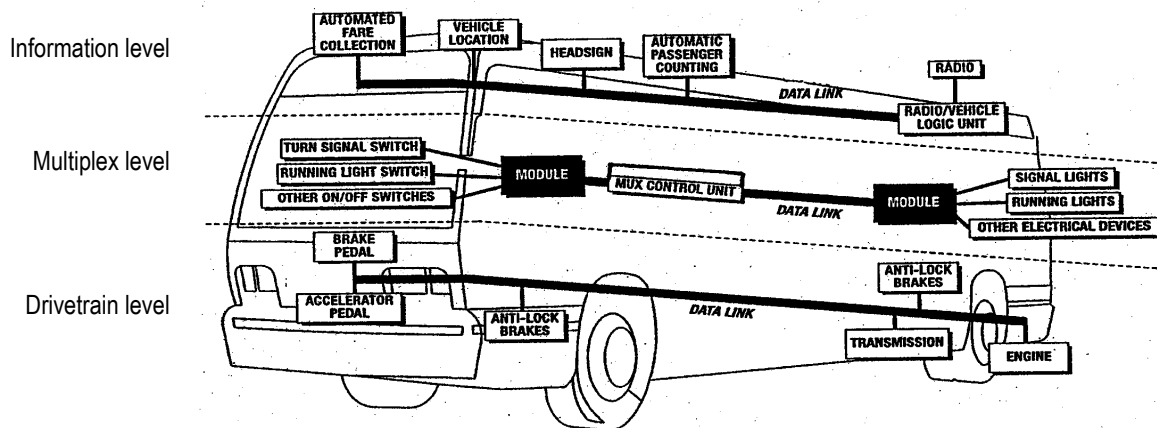 Information level
AUTOMATED
FARE
COLLECTION
VEHICLE
LOCATION
HEADSIGN
AUTOMATIC
PASSENGER
COUNTING
DATA LINK
RADIO
RADIO/VEHICLE
LOGIC UNIT
Multiplex level
TURN SIGNAL SWITCH
RUNNING LIGHT SWITCH
OTHER ON/OFF SWITCHES
MODULE
MUX CONTROL UNIT
DATA LINK
MODULE
SIGNAL LIGHTS
RUNNING LIGHTS
OTHER ELECTRICAL DEVICES
Drivetrain level
BRAKE
PEDAL
ACCELERATOR
PEDAL
ANTI-LOCK
BRAKES
DATA LINK
ANTI-LOCK
BRAKES
TRANSMISSION
ENGINE